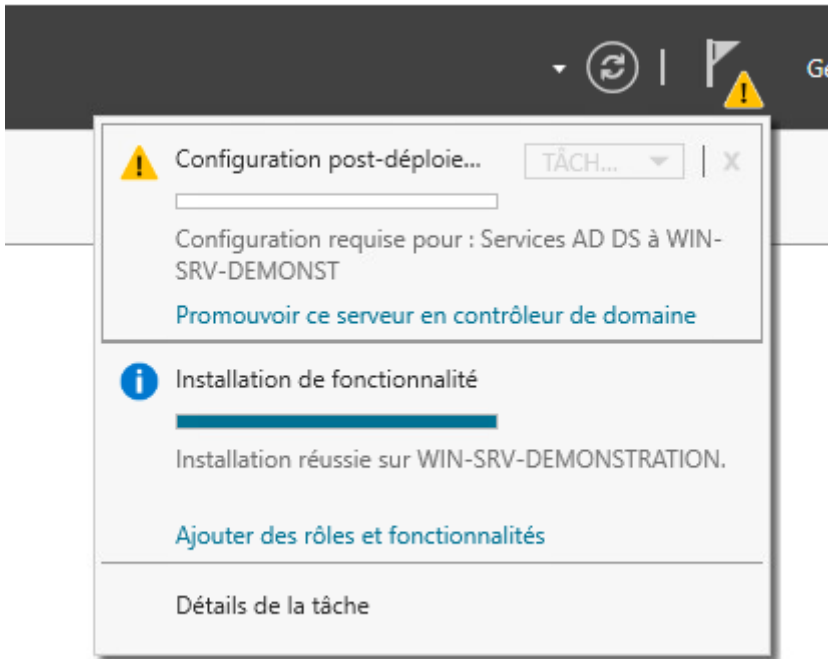 Ge
Configuration post-déploie... TÂCH... X
Configuration requise pour : Services AD DS à WIN-
SRV-DEMONST
Promouvoir ce serveur en contrôleur de domaine
Installation de fonctionnalité
Installation réussie sur WIN-SRV-DEMONSTRATION.
Ajouter des rôles et fonctionnalités
Détails de la tâche